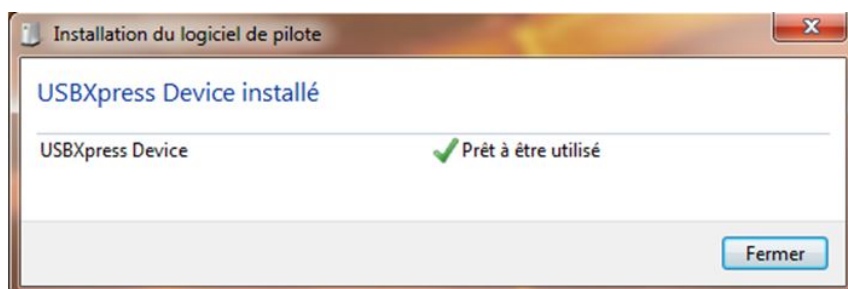 Installation du logiciel de pilote
USBXpress Device installé
USBXpress Device Prêt à être utilisé
Fermer